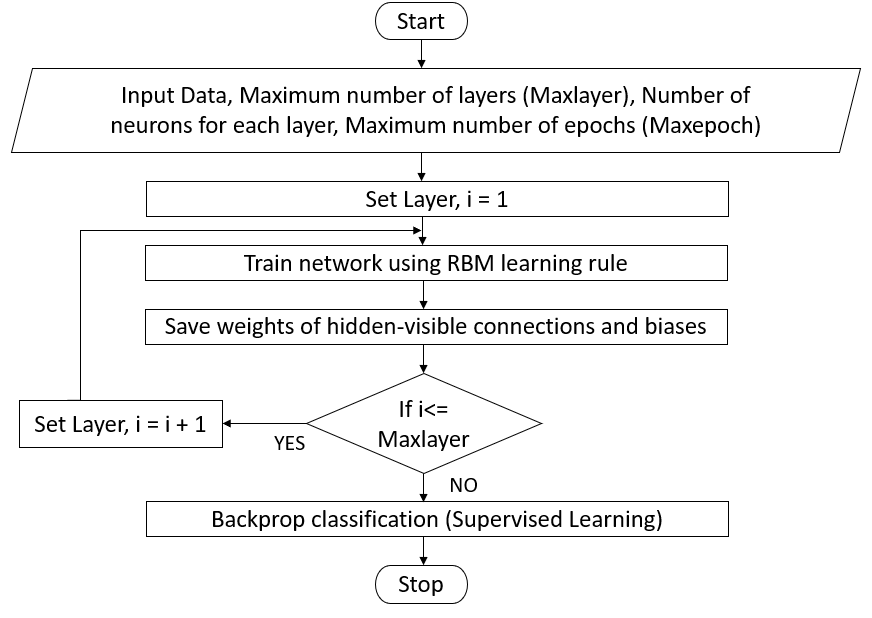 Start
Input Data, Maximum number of layers (Maxlayer), Number of
neurons for each layer, Maximum number of epochs (Maxepoch)
Set Layer, i = 1
Train network using RBM learning rule
Save weights of hidden-visible connections and biases
If i<=
Maxlayer
Set Layer, i = i + 1
YES
NO
Backprop classification (Supervised Learning)
Stop